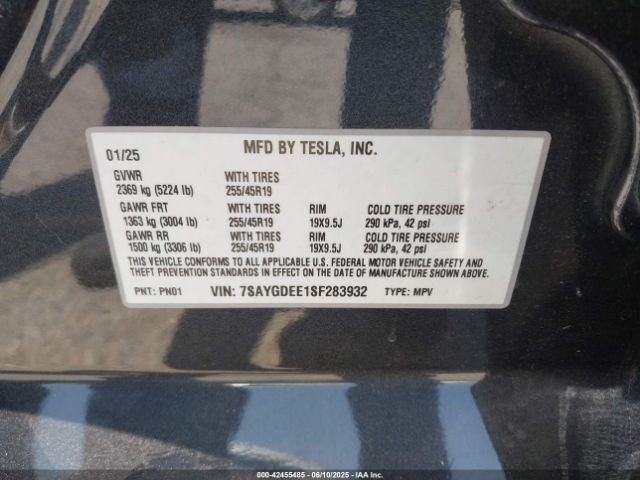 MFD BY TESLA, INC.
01/25
GVWR WITH TIRES
2369 kg (5224 lb) 255/45R19
GAWR FRT WITH TIRES RIM COLD TIRE PRESSURE
1363 kg (3004 lb) 255/45R19 19X9.5J 290 kPa, 42 psi
GAWR RR WITH TIRES RIM COLD TIRE PRESSURE
1500 kg (3306 lb) 255/45R19 19X9.5J 290 kPa, 42 psi
THIS VEHICLE CONFORMS TO ALL APPLICABLE U.S. FEDERAL MOTOR VEHICLE SAFETY AND
THEFT PREVENTION STANDARDS IN EFFECT ON THE DATE OF MANUFACTURE SHOWN ABOVE.
PNT: PN01 VIN: 7SAYGDEE1SF283932 TYPE: MPV
000-42455485 06/10/2025 IAA Inc.